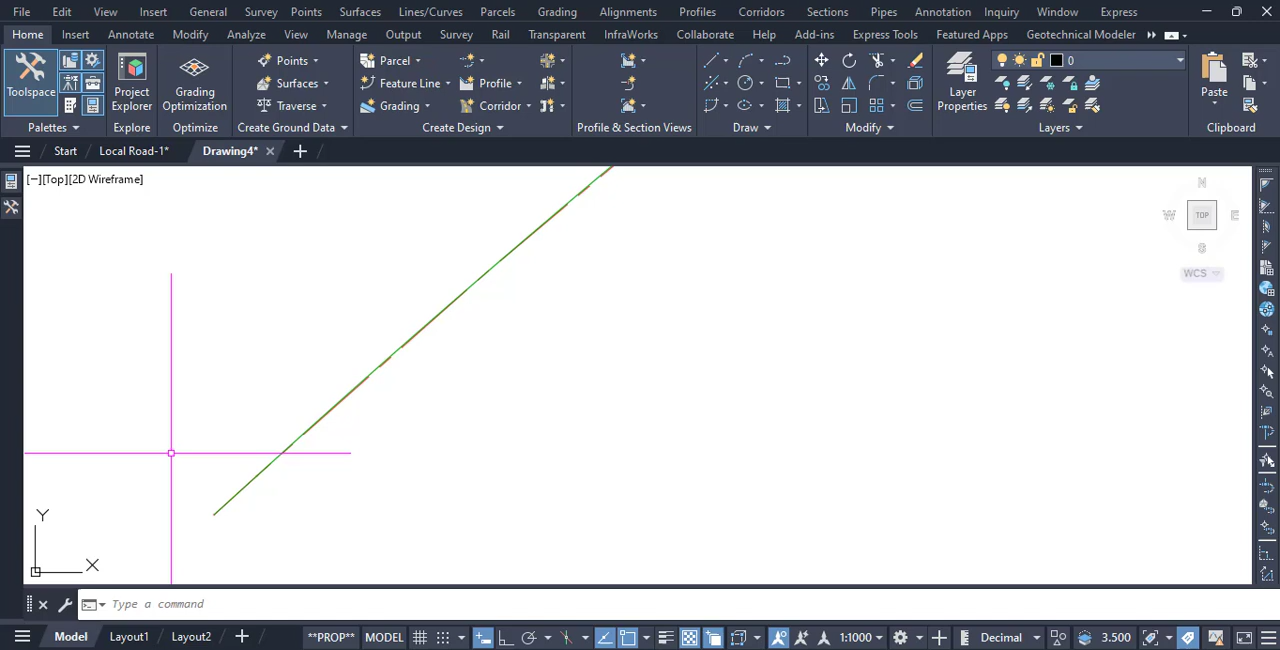 File Edit View Insert General Survey Points Surfaces Lines/Curves Parcels Grading Alignments Profiles Corridors Sections Pipes Annotation Inquiry Window Express
Home Insert Annotate Modify Analyze View Manage Output Survey Rail Transparent InfraWorks Collaborate Help Add-ins Express Tools Featured Apps Geotechnical Modeler
Toolspace
Project Explorer
Grading Optimization
Points
Surfaces
Traverse
Parcel
Feature Line
Grading
Profile
Corridor
Layer Properties
0
Paste
Palettes Explore Optimize Create Ground Data Create Design Profile & Section Views Draw Modify Layers Clipboard
Start Local Road-1* Drawing4*
[−][Top][2D Wireframe]
N
W TOP E
S
WCS
Y
X
Type a command
Model Layout1 Layout2 **PROP** MODEL 1:1000 Decimal 3.500